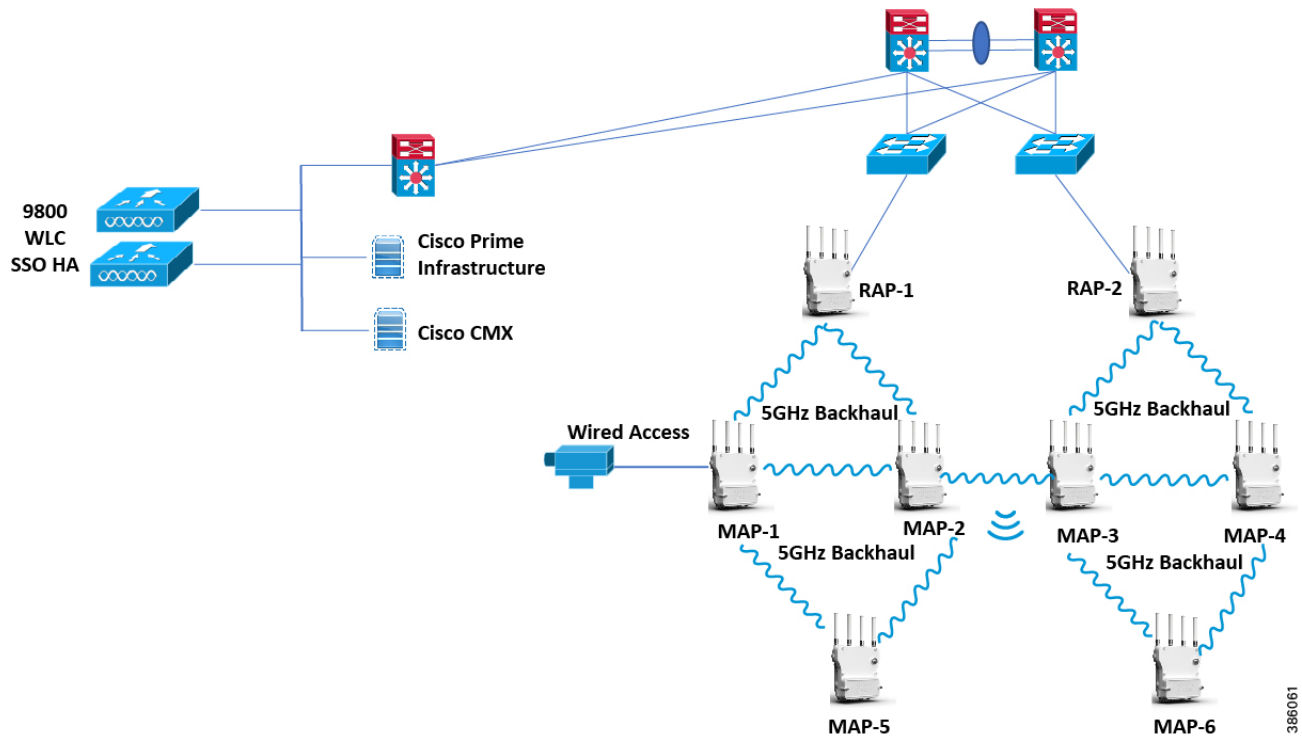 9800
WLC
SSO HA
Cisco Prime
Infrastructure
Cisco CMX
RAP-1
RAP-2
5GHz Backhaul
5GHz Backhaul
Wired Access
MAP-1
MAP-2
MAP-3
MAP-4
5GHz Backhaul
5GHz Backhaul
MAP-5
MAP-6
386061